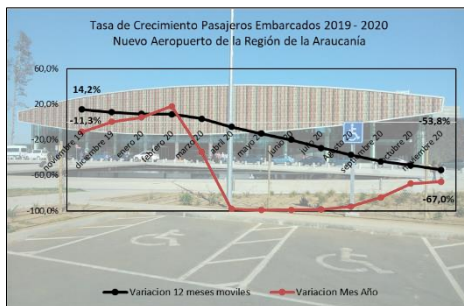 Tasa de Crecimiento Pasajeros Embarcados 2019 - 2020
Nuevo Aeropuerto de la Región de la Araucanía
60,0%
20,0%
-20,0%
-60,0%
-100,0%
14,2%
-11,3%
-53,8%
-67,0%
noviembre 19
diciembre 19
enero 20
febrero 20
marzo 20
abril 20
mayo 20
junio 20
julio 20
Agosto 20
septiembre 20
octubre 20
noviembre 20
Variacion 12 meses moviles
Variacion Mes Año